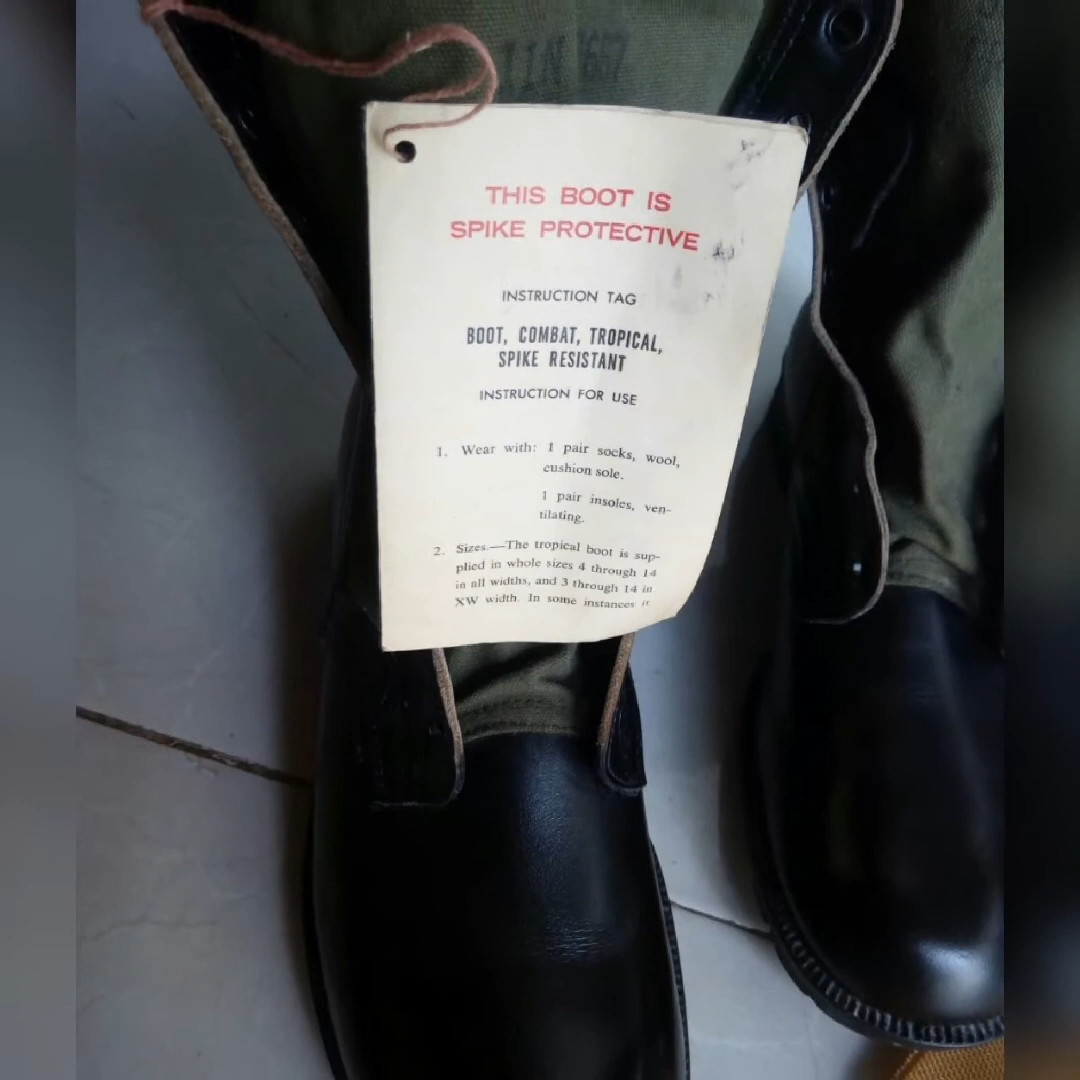 THIS BOOT IS
SPIKE PROTECTIVE
INSTRUCTION TAG
BOOT, COMBAT, TROPICAL,
SPIKE RESISTANT
INSTRUCTION FOR USE
1. Wear with: 1 pair socks, wool,
cushion sole.
1 pair insoles, ven-
tilating.
2. Sizes.—The tropical boot is sup-
plied in whole sizes 4 through 14
in all widths, and 3 through 14 in
XW width. In some instances it